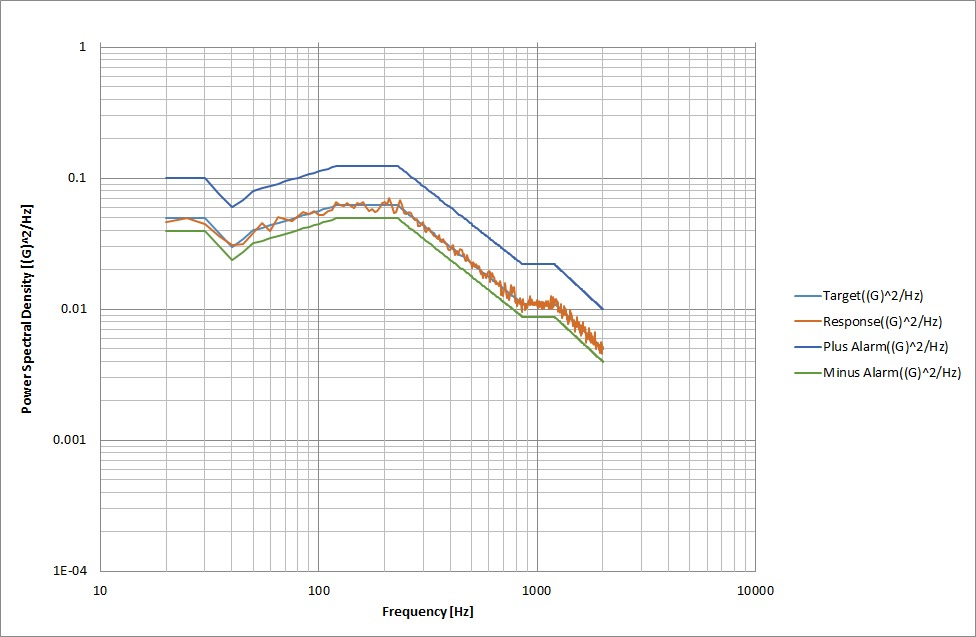 1
0.1
0.01
0.001
1E-04
10
100
1000
10000
Power Spectral Density [(G)^2/Hz]
Frequency [Hz]
Target((G)^2/Hz)
Response((G)^2/Hz)
Plus Alarm((G)^2/Hz)
Minus Alarm((G)^2/Hz)